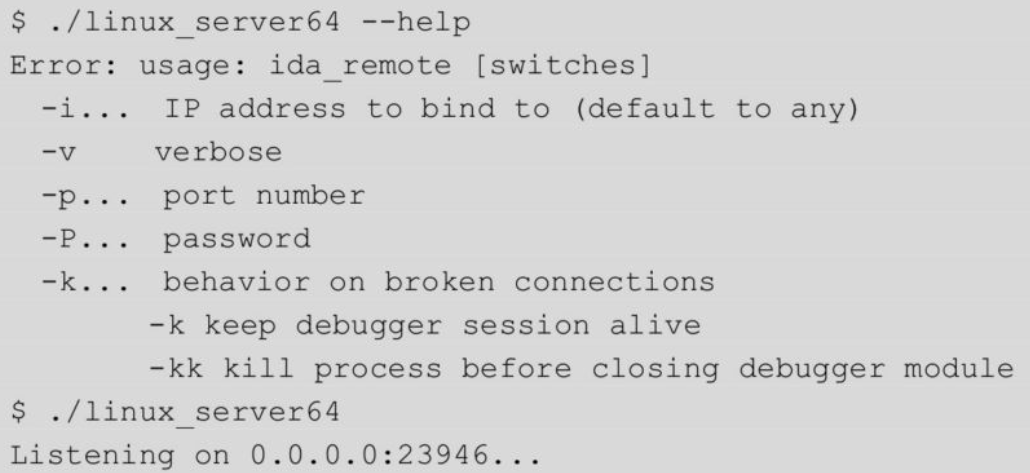 $ ./linux_server64 --help
Error: usage: ida_remote [switches]
  -i...  IP address to bind to (default to any)
  -v     verbose
  -p...  port number
  -P...  password
  -k...  behavior on broken connections
         -k keep debugger session alive
         -kk kill process before closing debugger module
$ ./linux_server64
Listening on 0.0.0.0:23946...